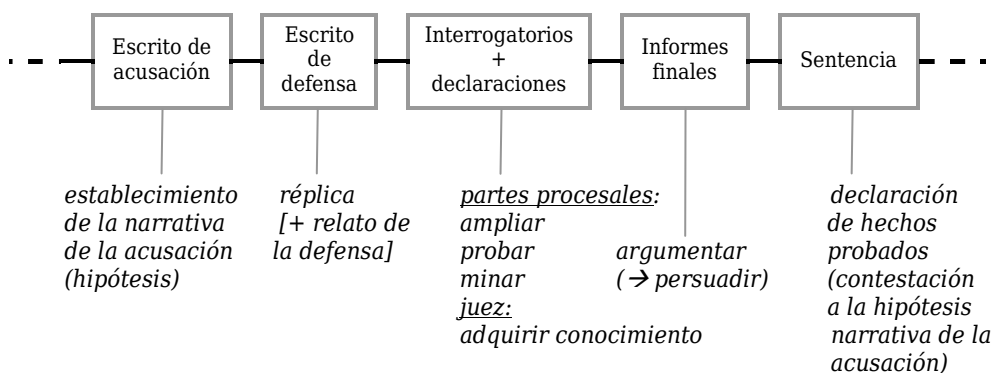 Escrito de
acusación
Escrito
de
defensa
Interrogatorios
+
declaraciones
Informes
finales
Sentencia
establecimiento
de la narrativa
de la acusación
(hipótesis)
réplica
[+ relato de
la defensa]
partes procesales:
ampliar
probar
minar
juez:
adquirir conocimiento
argumentar
(→ persuadir)
declaración
de hechos
probados
(contestación
a la hipótesis
narrativa de la
acusación)